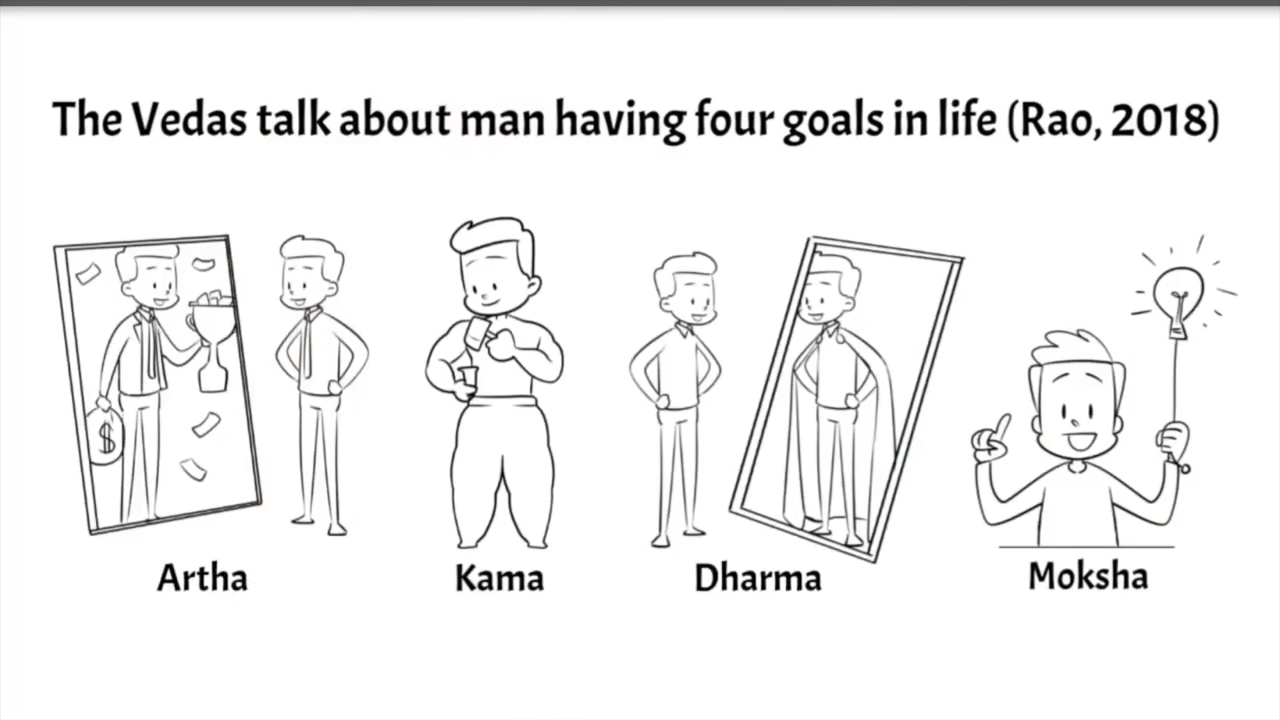 The Vedas talk about man having four goals in life (Rao, 2018)
$
Artha
Kama
Dharma
Moksha